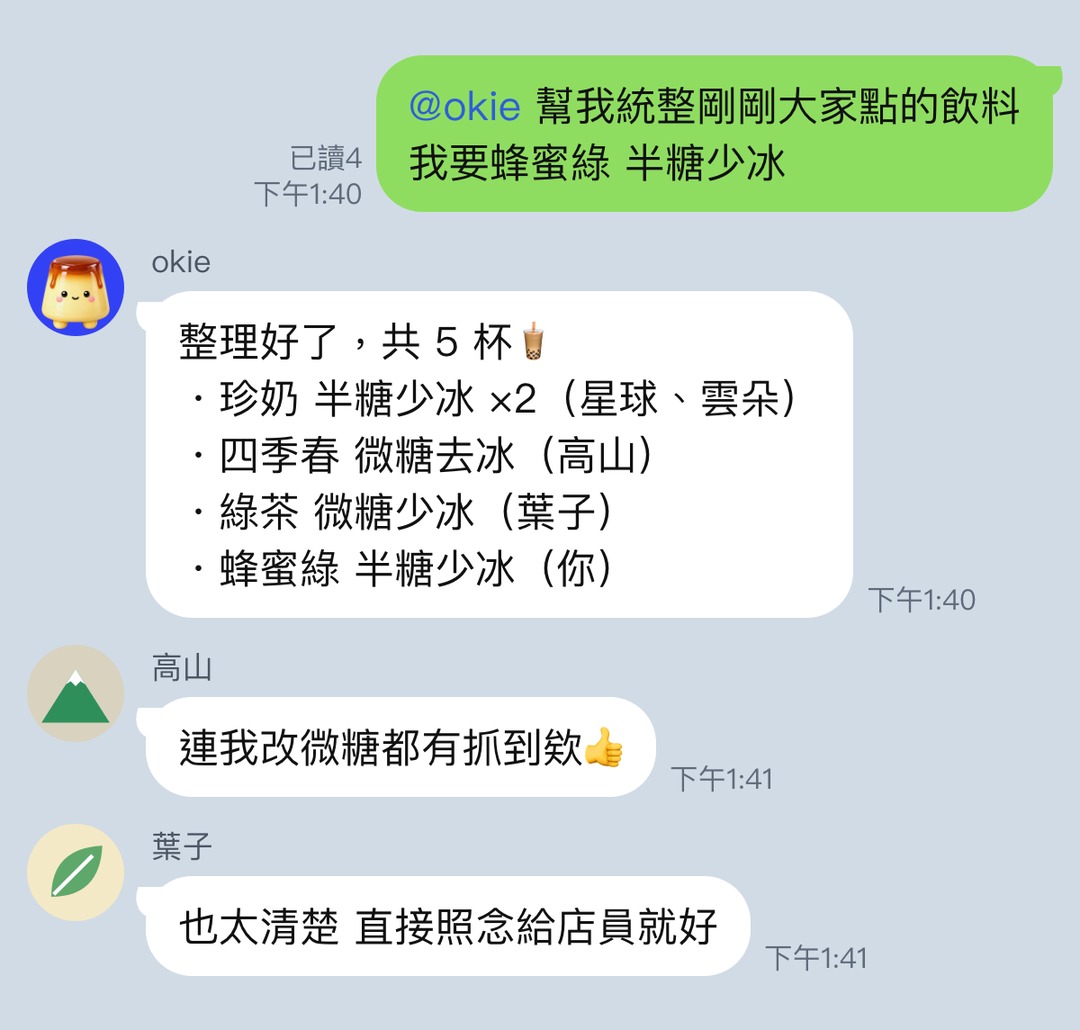 @okie 幫我統整剛剛大家點的飲料
我要蜂蜜綠 半糖少冰
已讀4
下午1:40
okie
整理好了，共 5 杯🧋
・珍奶 半糖少冰 ×2（星球、雲朵）
・四季春 微糖去冰（高山）
・綠茶 微糖少冰（葉子）
・蜂蜜綠 半糖少冰（你）
下午1:40
高山
連我改微糖都有抓到欸👍
下午1:41
葉子
也太清楚 直接照念給店員就好
下午1:41